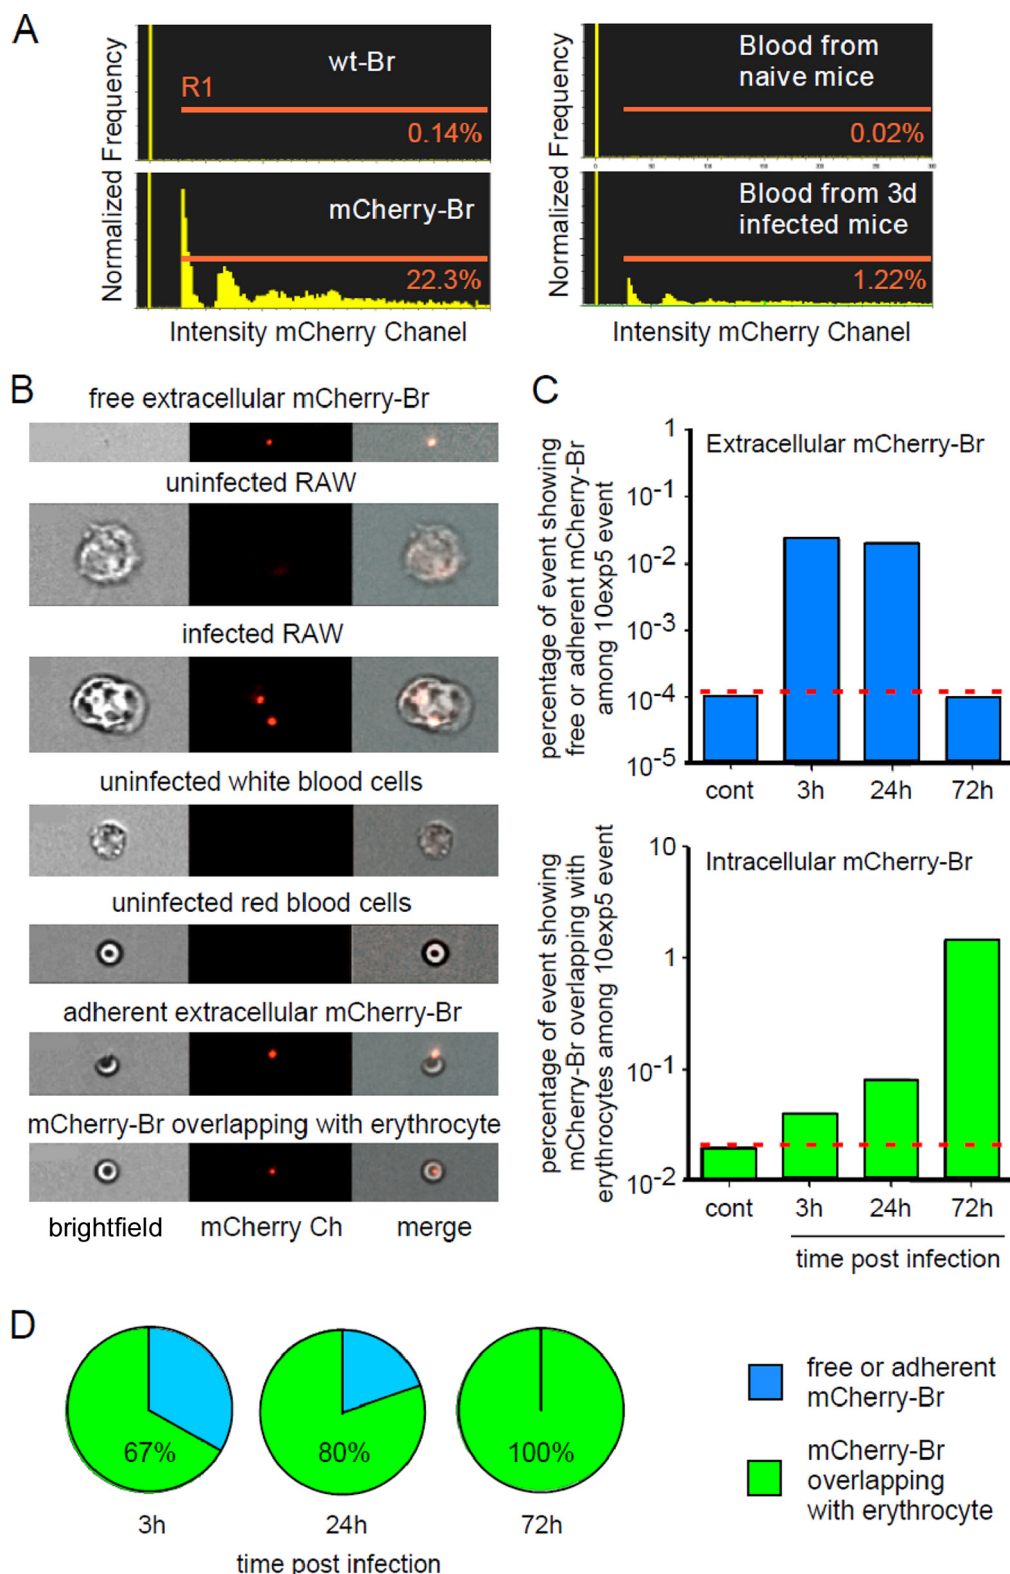 A
Normalized Frequency
wt-Br
R1
0.14%
mCherry-Br
22.3%
Intensity mCherry Chanel
Normalized Frequency
Blood from
naive mice
0.02%
Blood from 3d
infected mice
1.22%
Intensity mCherry Chanel
B
free extracellular mCherry-Br
uninfected RAW
infected RAW
uninfected white blood cells
uninfected red blood cells
adherent extracellular mCherry-Br
mCherry-Br overlapping with erythrocyte
brightfield
mCherry Ch
merge
C
percentage of event showing
free or adherent mCherry-Br
among 10exp5 event
Extracellular mCherry-Br
1
10-1
10-2
10-3
10-4
10-5
cont 3h 24h 72h
percentage of event showing
mCherry-Br overlapping with
erythrocytes among 10exp5 event
Intracellular mCherry-Br
10
1
10-1
10-2
cont 3h 24h 72h
time post infection
D
67%
80%
100%
3h 24h 72h
time post infection
free or adherent
mCherry-Br
mCherry-Br
overlapping
with erythrocyte